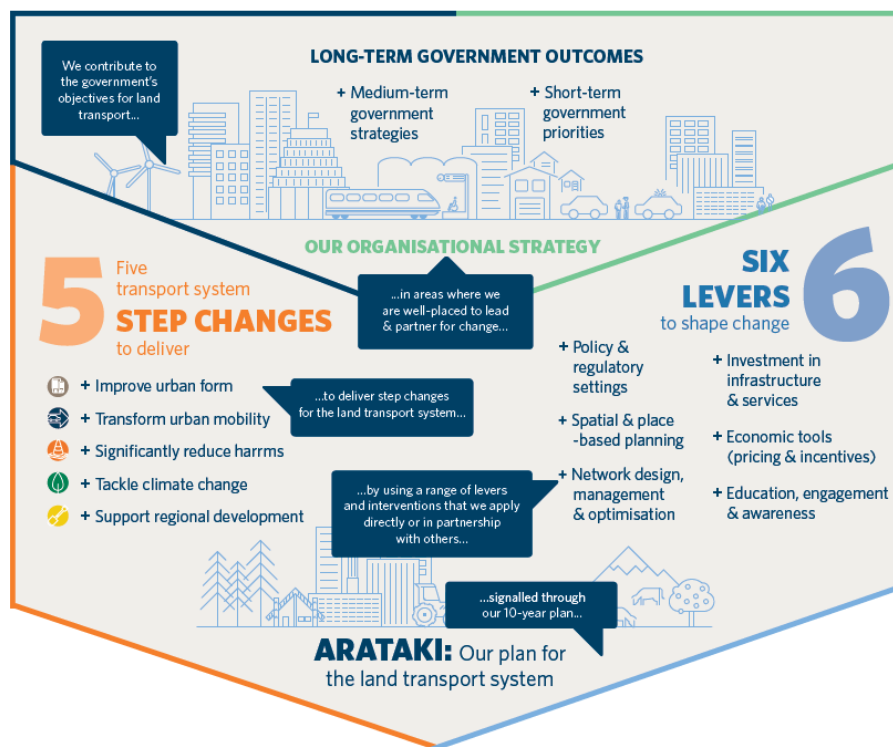 We contribute to
the government's
objectives for land
transport...
LONG-TERM GOVERNMENT OUTCOMES
+ Medium-term
government
strategies
+ Short-term
government
priorities
OUR ORGANISATIONAL STRATEGY
...in areas where we
are well-placed to lead
& partner for change...
5
Five
transport system
STEP CHANGES
to deliver
+ Improve urban form
+ Transform urban mobility
+ Significantly reduce harrms
+ Tackle climate change
+ Support regional development
...to deliver step changes
for the land transport system...
SIX
LEVERS
to shape change
6
+ Policy &
regulatory
settings
+ Spatial & place
-based planning
+ Network design,
management
& optimisation
+ Investment in
infrastructure
& services
+ Economic tools
(pricing & incentives)
+ Education, engagement
& awareness
...by using a range of levers
and interventions that we apply
directly or in partnership
with others...
...signalled through
our 10-year plan...
ARATAKI: Our plan for
the land transport system